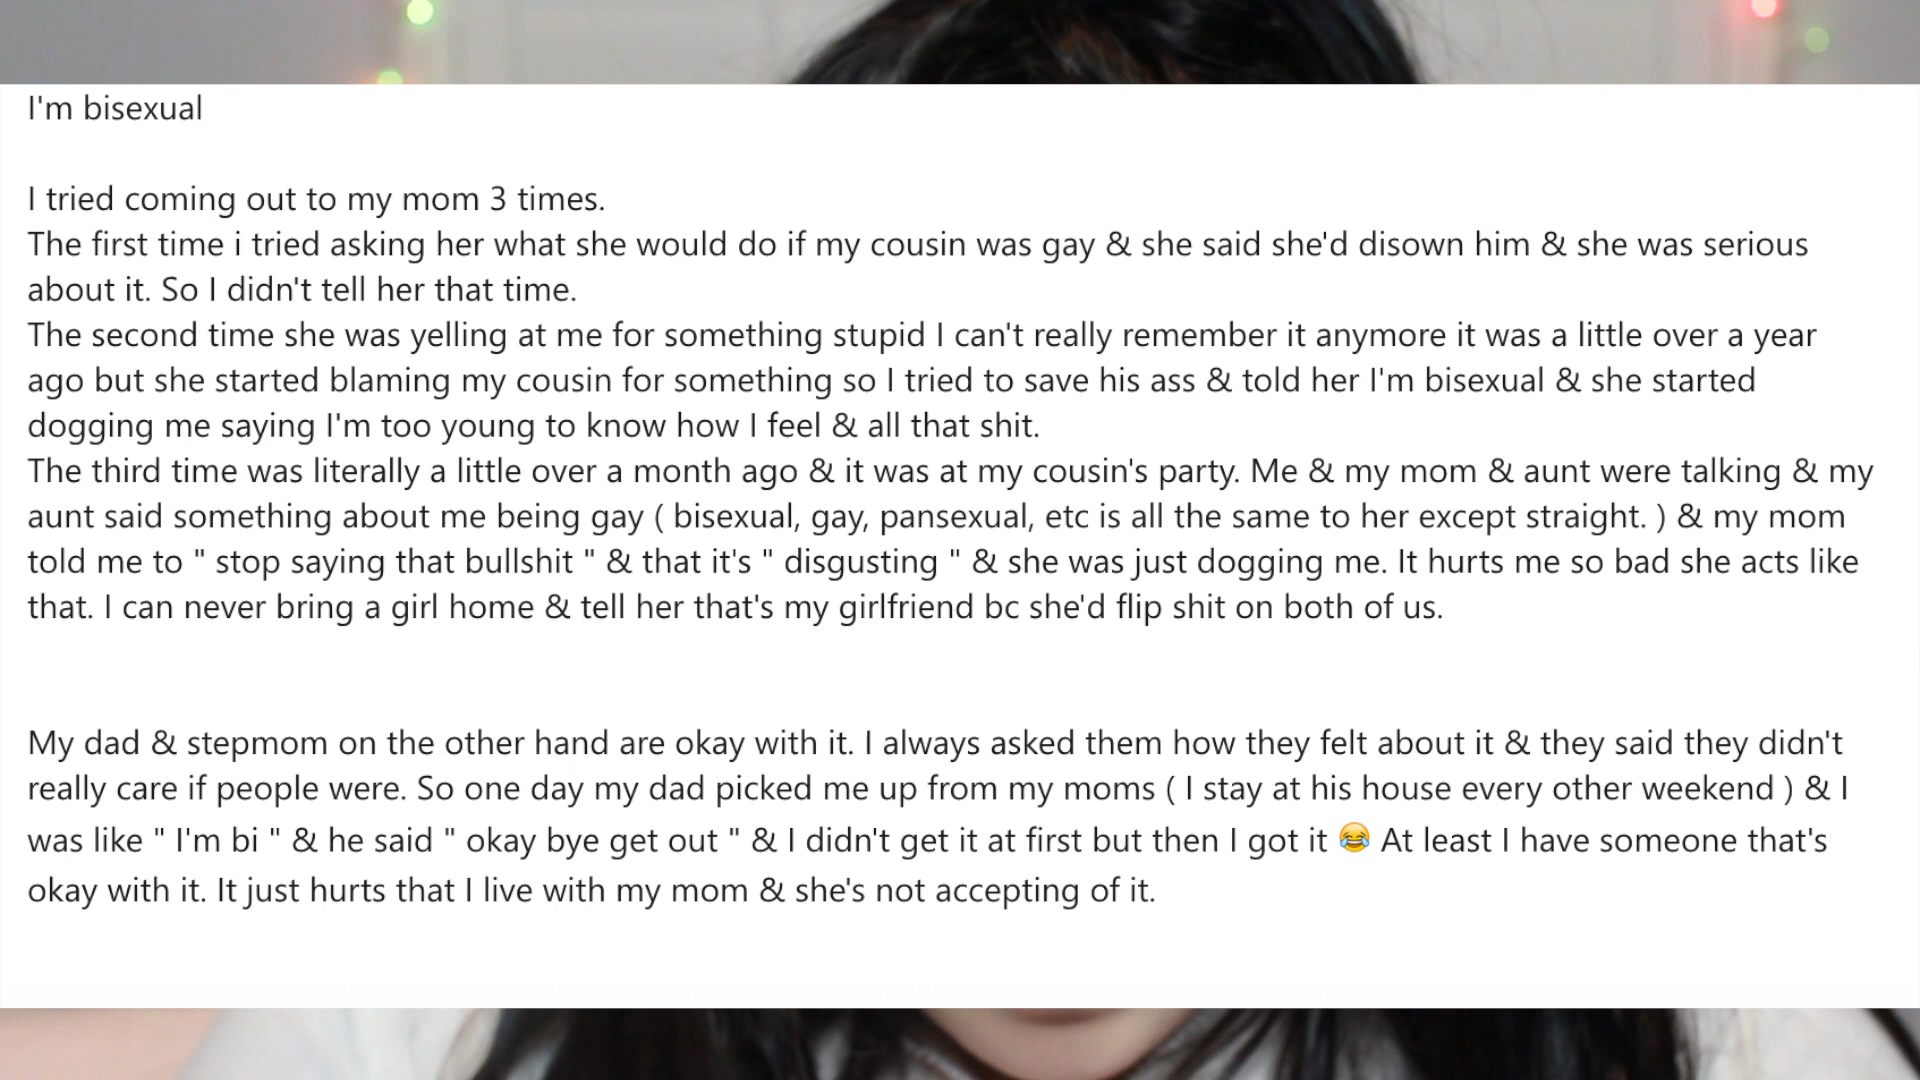 I'm bisexual
I tried coming out to my mom 3 times.
The first time i tried asking her what she would do if my cousin was gay & she said she'd disown him & she was serious
about it. So I didn't tell her that time.
The second time she was yelling at me for something stupid I can't really remember it anymore it was a little over a year
ago but she started blaming my cousin for something so I tried to save his ass & told her I'm bisexual & she started
dogging me saying I'm too young to know how I feel & all that shit.
The third time was literally a little over a month ago & it was at my cousin's party. Me & my mom & aunt were talking & my
aunt said something about me being gay ( bisexual, gay, pansexual, etc is all the same to her except straight. ) & my mom
told me to " stop saying that bullshit " & that it's " disgusting " & she was just dogging me. It hurts me so bad she acts like
that. I can never bring a girl home & tell her that's my girlfriend bc she'd flip shit on both of us.
My dad & stepmom on the other hand are okay with it. I always asked them how they felt about it & they said they didn't
really care if people were. So one day my dad picked me up from my moms ( I stay at his house every other weekend ) & I
was like " I'm bi " & he said " okay bye get out " & I didn't get it at first but then I got it 😂 At least I have someone that's
okay with it. It just hurts that I live with my mom & she's not accepting of it.